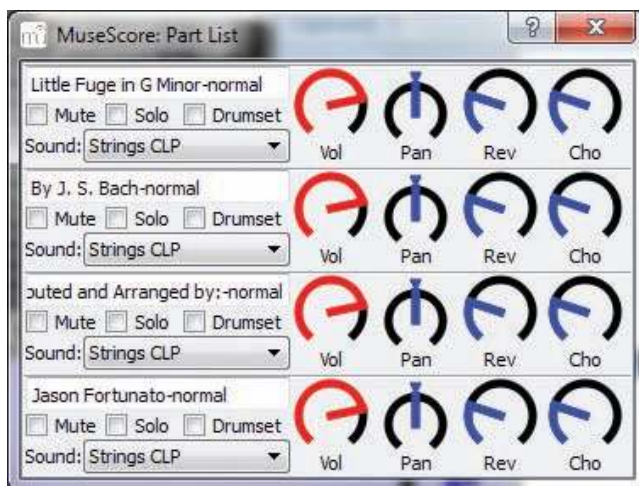 MuseScore: Part List
Little Fuge in G Minor-normal
Mute Solo Drumset
Sound: Strings CLP
Vol Pan Rev Cho
By J. S. Bach-normal
Mute Solo Drumset
Sound: Strings CLP
Vol Pan Rev Cho
outed and Arranged by:-normal
Mute Solo Drumset
Sound: Strings CLP
Vol Pan Rev Cho
Jason Fortunato-normal
Mute Solo Drumset
Sound: Strings CLP
Vol Pan Rev Cho